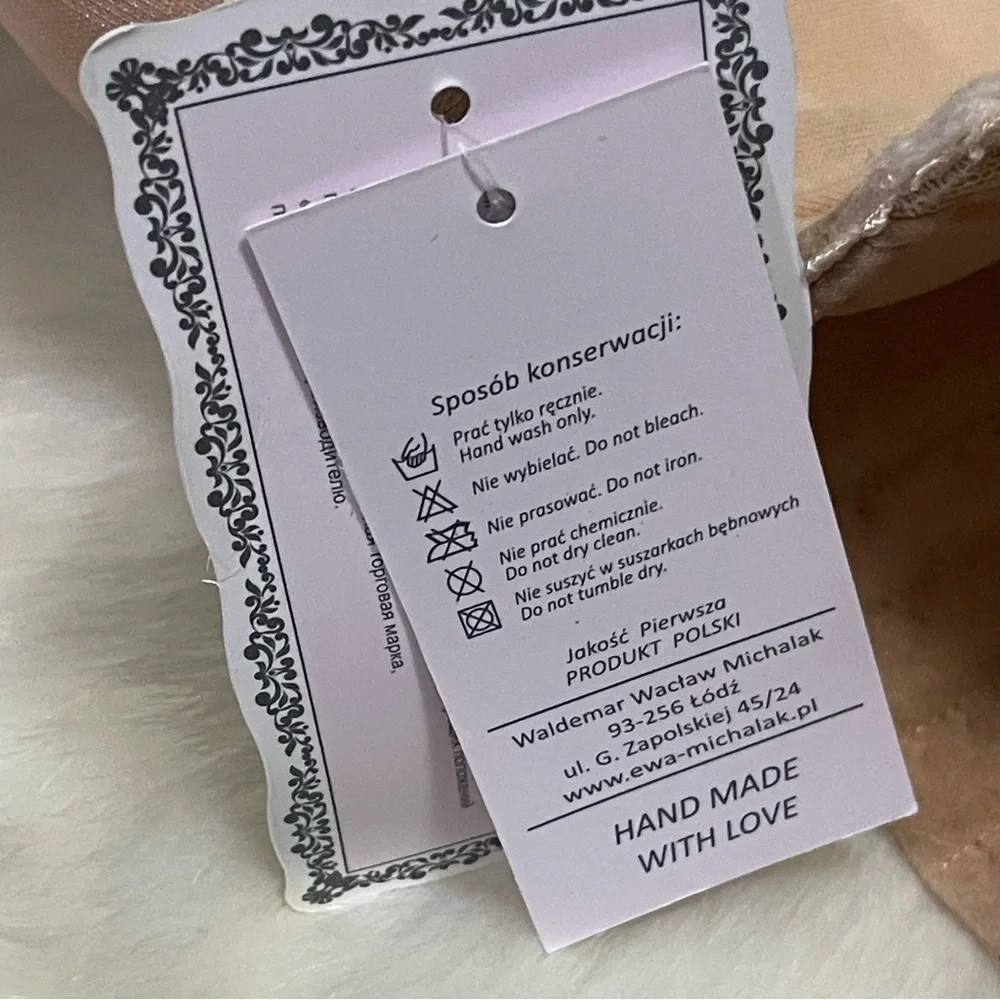 Sposób konserwacji:
Prać tylko ręcznie.
Hand wash only.
Nie wybielać. Do not bleach.
Nie prasować. Do not iron.
Nie prać chemicznie.
Do not dry clean.
Nie suszyć w suszarkach bębnowych
Do not tumble dry.
Jakość Pierwsza
PRODUKT POLSKI
Waldemar Wacław Michalak
93-256 Łódź
ul. G. Zapolskiej 45/24
www.ewa-michalak.pl
HAND MADE
WITH LOVE
торговая марка,